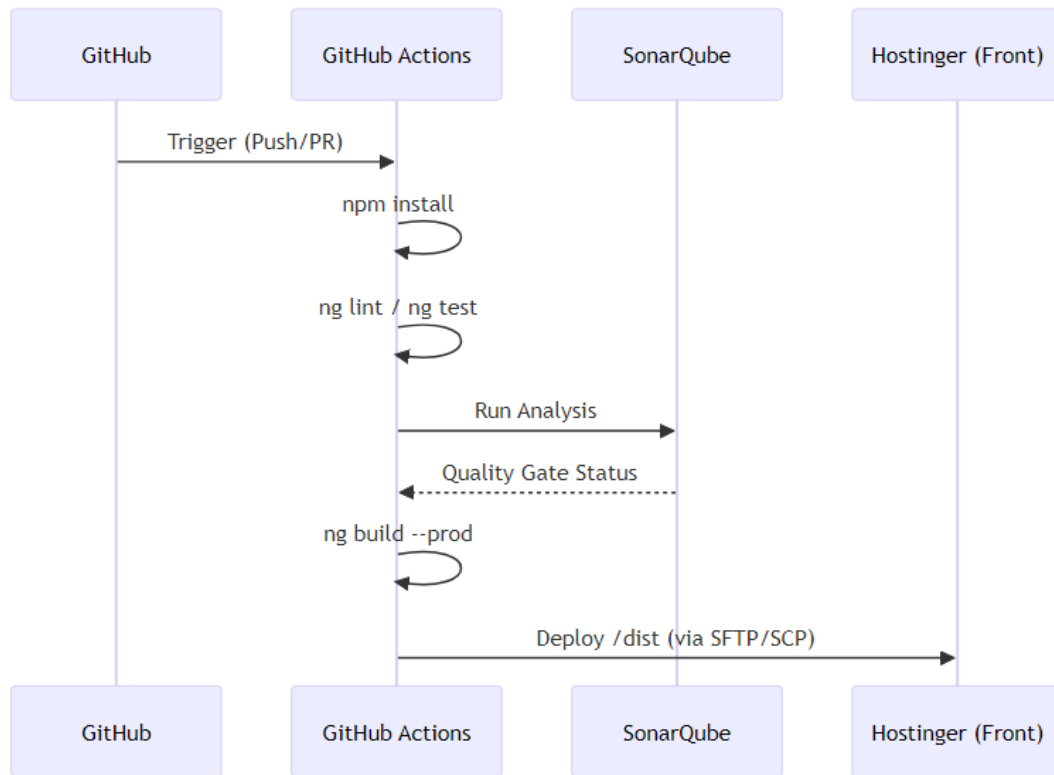 GitHub
GitHub Actions
SonarQube
Hostinger (Front)
Trigger (Push/PR)
npm install
ng lint / ng test
Run Analysis
Quality Gate Status
ng build --prod
Deploy /dist (via SFTP/SCP)
GitHub
GitHub Actions
SonarQube
Hostinger (Front)